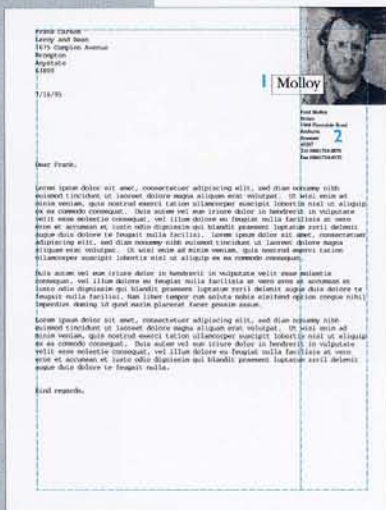 Frank Carson
Leroy and Dean
1675 Compton Avenue
Brompton
Anystate
7/16/95
1
Molloy
2
Dear Frank,
Lorem ipsum dolor sit amet, consectetuer adipiscing elit, sed diam nonummy nibh
euismod tincidunt ut laoreet dolore magna aliquam erat volutpat. Ut wisi enim ad
minim veniam, quis nostrud exerci tation ullamcorper suscipit lobortis nisl ut aliquip
ex ea commodo consequat. Duis autem vel eum iriure dolor in hendrerit in vulputate
velit esse molestie consequat, vel illum dolore eu feugiat nulla facilisis at vero
eros et accumsan et iusto odio dignissim qui blandit praesent luptatum zzril delenit
augue duis dolore te feugait nulla facilisi. Lorem ipsum dolor sit amet, consectetuer
adipiscing elit, sed diam nonummy nibh euismod tincidunt ut laoreet dolore magna
aliquam erat volutpat. Ut wisi enim ad minim veniam, quis nostrud exerci tation
ullamcorper suscipit lobortis nisl ut aliquip ex ea commodo consequat.
Duis autem vel eum iriure dolor in hendrerit in vulputate velit esse molestie
consequat, vel illum dolore eu feugiat nulla facilisis at vero eros et accumsan et
iusto odio dignissim qui blandit praesent luptatum zzril delenit augue duis dolore te
feugait nulla facilisi. Nam liber tempor cum soluta nobis eleifend option congue nihil
imperdiet doming id quod mazim placerat facer possim assum.
Lorem ipsum dolor sit amet, consectetuer adipiscing elit, sed diam nonummy nibh
euismod tincidunt ut laoreet dolore magna aliquam erat volutpat. Ut wisi enim ad
minim veniam, quis nostrud exerci tation ullamcorper suscipit lobortis nisl ut aliquip
ex ea commodo consequat. Duis autem vel eum iriure dolor in hendrerit in vulputate
velit esse molestie consequat, vel illum dolore eu feugiat nulla facilisis at vero
eros et accumsan et iusto odio dignissim qui blandit praesent luptatum zzril delenit
augue duis dolore te feugait nulla.
Kind regards,